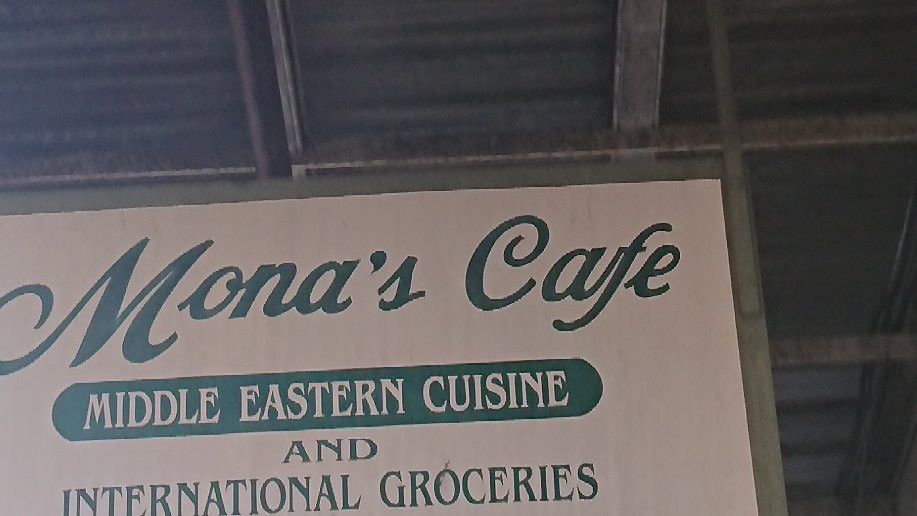 Mona's Cafe
MIDDLE EASTERN CUISINE
AND
INTERNATIONAL GROCERIES